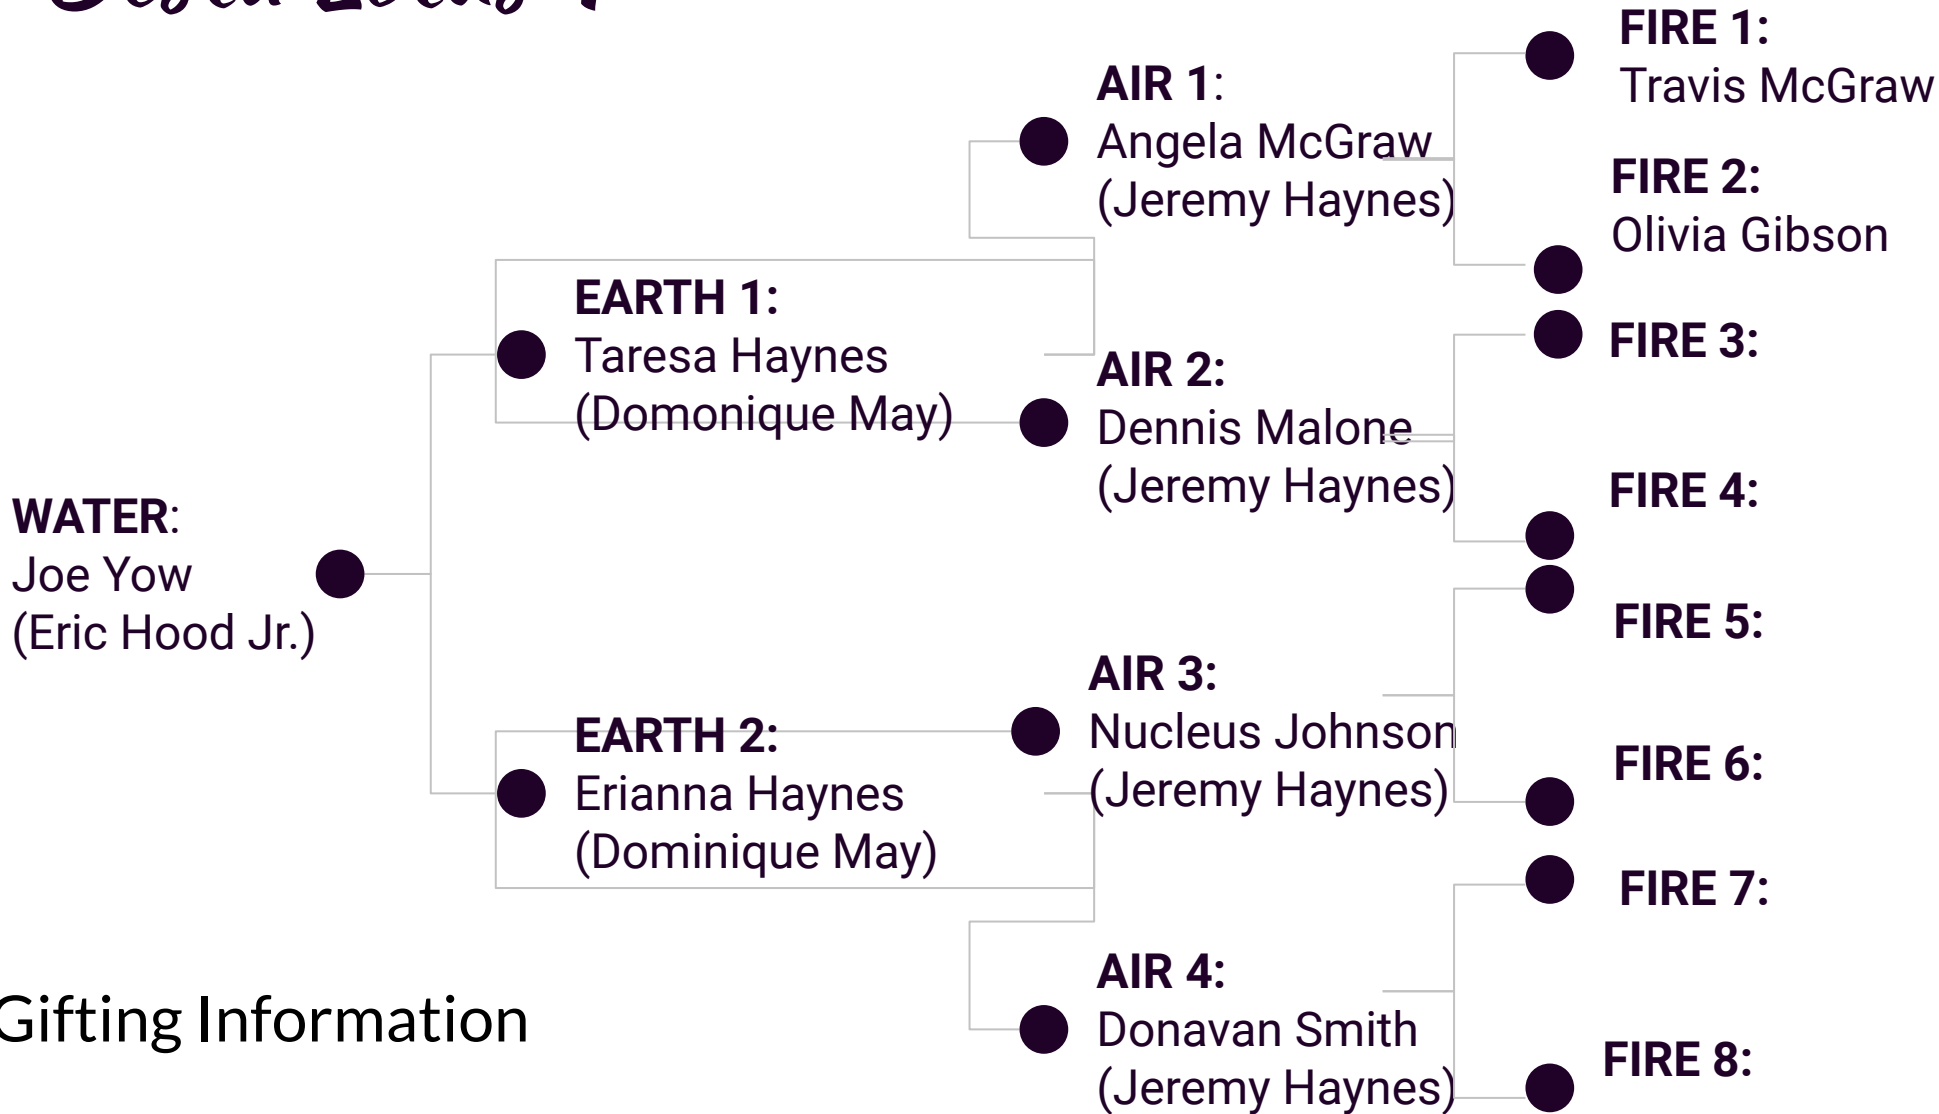 WATER:
Joe Yow
(Eric Hood Jr.)
EARTH 1:
Taresa Haynes
(Domonique May)
EARTH 2:
Erianna Haynes
(Dominique May)
AIR 1:
Angela McGraw
(Jeremy Haynes)
AIR 2:
Dennis Malone
(Jeremy Haynes)
AIR 3:
Nucleus Johnson
(Jeremy Haynes)
AIR 4:
Donavan Smith
(Jeremy Haynes)
FIRE 1:
Travis McGraw
FIRE 2:
Olivia Gibson
FIRE 3:
FIRE 4:
FIRE 5:
FIRE 6:
FIRE 7:
FIRE 8:
Gifting Information